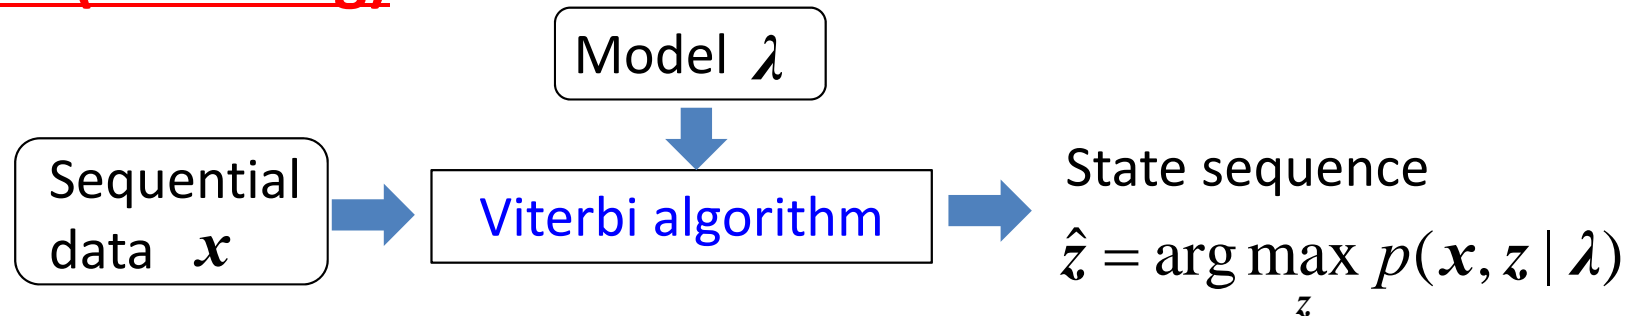 Model λ
Sequential
data x
Viterbi algorithm
State sequence
ẑ = arg max p(x, z | λ)
z